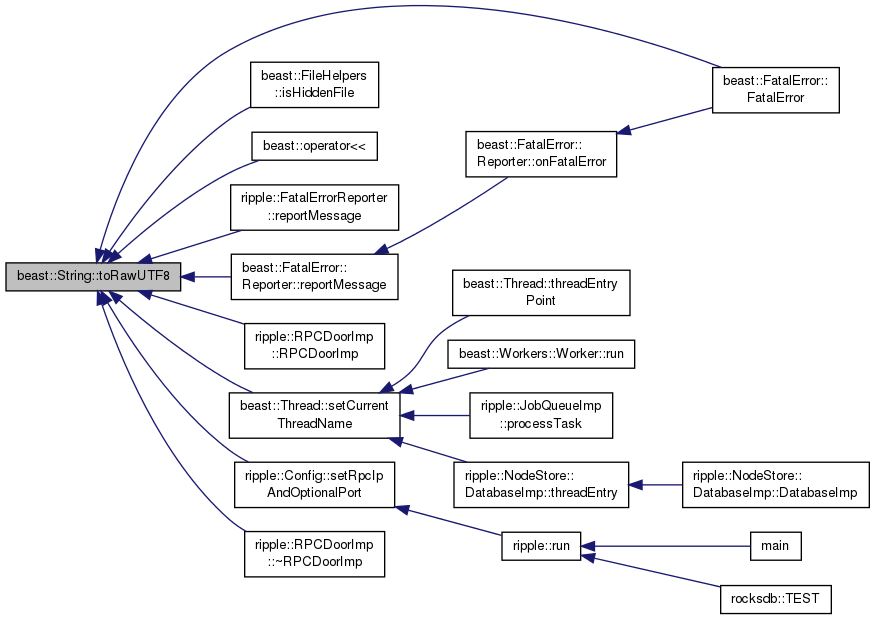 beast::FatalError::
FatalError
beast::FileHelpers
::isHiddenFile
beast::operator<<
beast::FatalError::
Reporter::onFatalError
ripple::FatalErrorReporter
::reportMessage
beast::String::toRawUTF8
beast::FatalError::
Reporter::reportMessage
beast::Thread::threadEntry
Point
ripple::RPCDoorImp
::RPCDoorImp
beast::Workers::Worker::run
beast::Thread::setCurrent
ThreadName
ripple::JobQueueImp
::processTask
ripple::Config::setRpcIp
AndOptionalPort
ripple::NodeStore::
DatabaseImp::threadEntry
ripple::NodeStore::
DatabaseImp::DatabaseImp
ripple::RPCDoorImp
::~RPCDoorImp
ripple::run
main
rocksdb::TEST